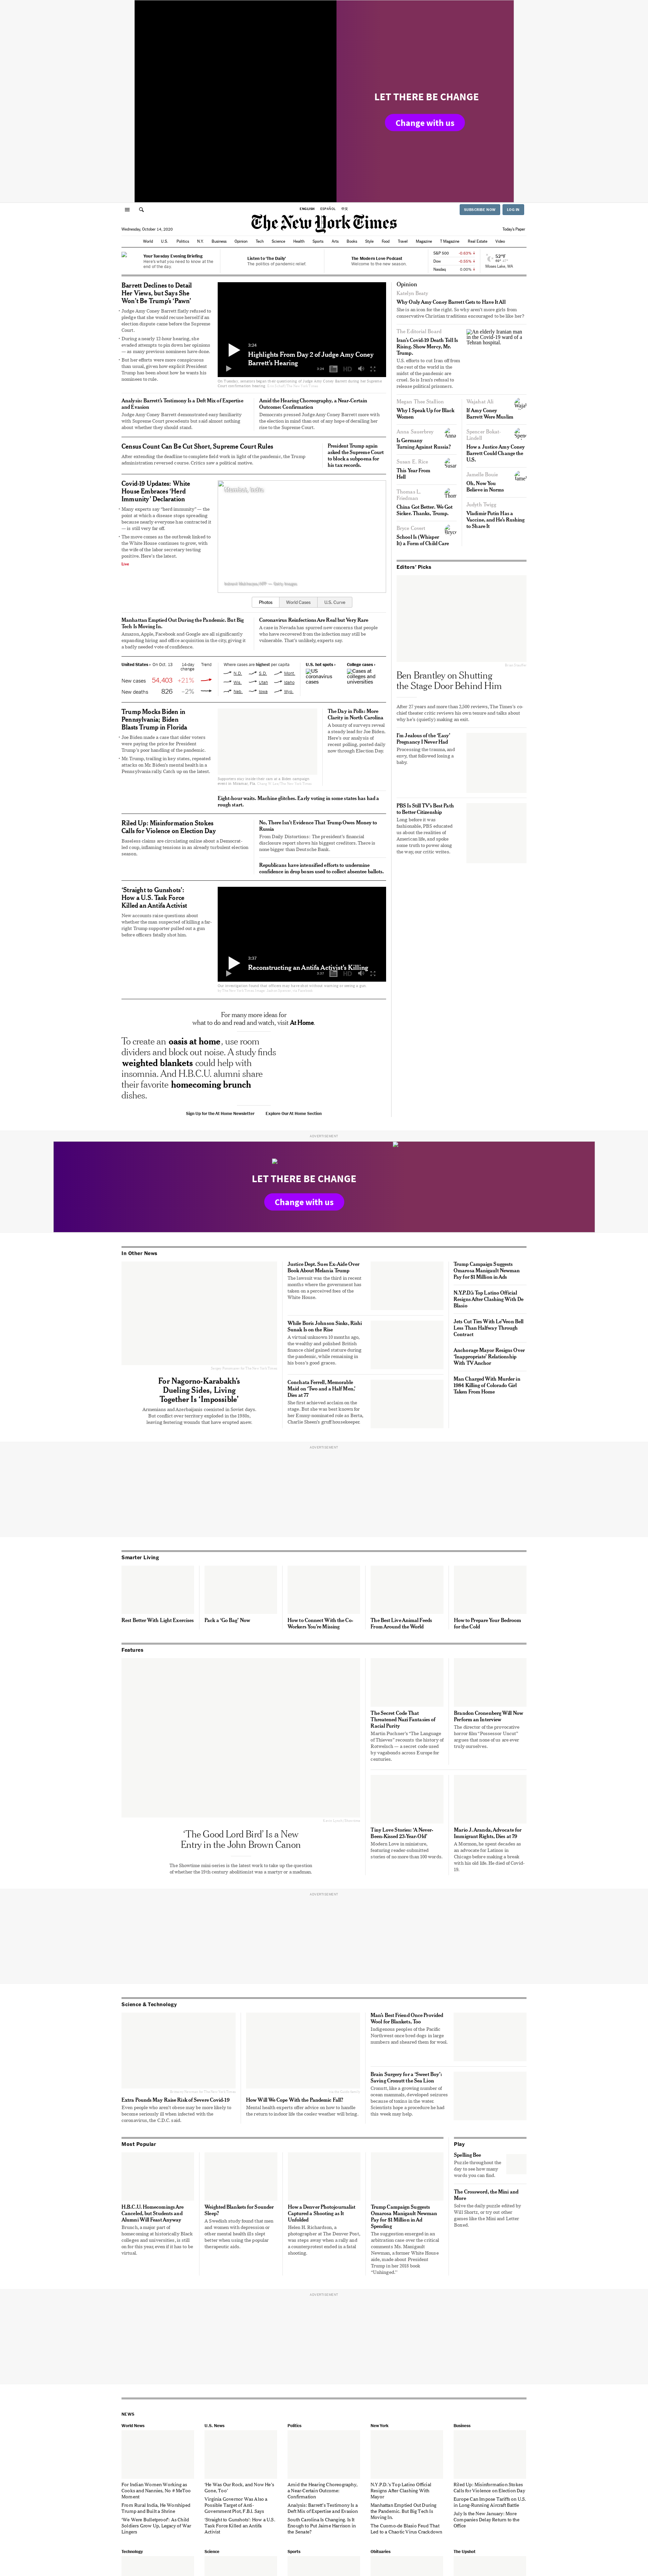 LET THERE BE CHANGE
Change with us
ENGLISH ESPAÑOL 中文
SUBSCRIBE NOW LOG IN
The New York Times
Wednesday, October 14, 2020
Today's Paper
World U.S. Politics N.Y. Business Opinion Tech Science Health Sports Arts Books Style Food Travel Magazine T Magazine Real Estate Video
Your Tuesday Evening Briefing
Here's what you need to know at the
end of the day.
Listen to 'The Daily'
The politics of pandemic relief.
The Modern Love Podcast
Welcome to the new season.
S&P 500 -0.63%
Dow -0.55%
Nasdaq 0.00%
52°F
Moses Lake, WA
Barrett Declines to Detail
Her Views, but Says She
Won't Be Trump's 'Pawn'
Judge Amy Coney Barrett flatly refused to
pledge that she would recuse herself if an
election dispute came before the Supreme
Court.
During a nearly 12-hour hearing, she
evaded attempts to pin down her opinions
— as many previous nominees have done.
But her efforts were more conspicuous
than usual, given how explicit President
Trump has been about how he wants his
nominees to rule.
3:24
Highlights From Day 2 of Judge Amy Coney
Barrett's Hearing
Analysis: Barrett's Testimony Is a Deft Mix of Expertise
and Evasion
Judge Amy Coney Barrett demonstrated easy familiarity
with Supreme Court precedents but said almost nothing
about whether they should stand.
Amid the Hearing Choreography, a Near-Certain
Outcome: Confirmation
Democrats pressed Judge Amy Coney Barrett more with
the election in mind than out of any hope of derailing her
rise to the Supreme Court.
Census Count Can Be Cut Short, Supreme Court Rules
After extending the deadline to complete field work in light of the pandemic, the Trump
administration reversed course. Critics saw a political motive.
President Trump again
asked the Supreme Court
to block a subpoena for
his tax records.
Covid-19 Updates: White
House Embraces 'Herd
Immunity' Declaration
Many experts say "herd immunity" — the
point at which a disease stops spreading
because nearly everyone has contracted it
— is still very far off.
The move comes as the outbreak linked to
the White House continues to grow, with
the wife of the labor secretary testing
positive. Here's the latest.
Live
Mumbai, India
Indranil Mukherjee/AFP — Getty Images
Photos World Cases U.S. Curve
Manhattan Emptied Out During the Pandemic. But Big
Tech Is Moving In.
Amazon, Apple, Facebook and Google are all significantly
expanding hiring and office space in the city, giving it
a badly needed vote of confidence.
Coronavirus Reinfections Are Real but Very Rare
A case in Nevada has spurred new concerns that people
who have recovered from the infection may still be
vulnerable. That's unlikely, experts say.
United States › On Oct. 13 14-day change Trend
New cases 54,403 +21%
New deaths 826 –2%
Where cases are highest per capita
N.D. S.D. Mont.
Wis. Utah Idaho
Neb. Iowa Wyo.
U.S. hot spots ›
US coronavirus cases
College cases ›
Cases at colleges and universities
Trump Mocks Biden in
Pennsylvania; Biden
Blasts Trump in Florida
Joe Biden made a case that older voters
were paying the price for President
Trump's poor handling of the pandemic.
Mr. Trump, trailing in key states, repeated
attacks on Mr. Biden's mental health in a
Pennsylvania rally. Catch up on the latest.
The Day in Polls: More
Clarity in North Carolina
A bounty of surveys reveal
a steady lead for Joe Biden.
Here's our analysis of
recent polling, posted daily
now through Election Day.
Eight-hour waits. Machine glitches. Early voting in some states has had a
rough start.
Riled Up: Misinformation Stokes
Calls for Violence on Election Day
Baseless claims are circulating online about a Democrat-
led coup, inflaming tensions in an already turbulent election
season.
No, There Isn't Evidence That Trump Owes Money to
Russia
From Daily Distortions: The president's financial
disclosure report shows his biggest creditors. There is
none bigger than Deutsche Bank.
Republicans have intensified efforts to undermine
confidence in drop boxes used to collect absentee ballots.
'Straight to Gunshots':
How a U.S. Task Force
Killed an Antifa Activist
New accounts raise questions about
whether the man suspected of killing a far-
right Trump supporter pulled out a gun
before officers fatally shot him.
3:37
Reconstructing an Antifa Activist's Killing
For many more ideas for
what to do and read and watch, visit At Home.
To create an oasis at home, use room
dividers and block out noise. A study finds
weighted blankets could help with
insomnia. And H.B.C.U. alumni share
their favorite homecoming brunch
dishes.
Sign Up for the At Home Newsletter Explore Our At Home Section
Opinion
Katelyn Beaty
Why Only Amy Coney Barrett Gets to Have It All
She is an icon for the right. So why aren't more girls from
conservative Christian traditions encouraged to be like her?
The Editorial Board
Iran's Covid-19 Death Toll Is
Rising. Show Mercy, Mr.
Trump.
U.S. efforts to cut Iran off from
the rest of the world in the
midst of the pandemic are
cruel. So is Iran's refusal to
release political prisoners.
An elderly Iranian man in the Covid-19 ward of a Tehran hospital.
Megan Thee Stallion
Why I Speak Up for Black
Women
Wajahat Ali
If Amy Coney
Barrett Were Muslim
Anna Sauerbrey
Is Germany
Turning Against Russia?
Spencer Bokat-
Lindell
How a Justice Amy Coney
Barrett Could Change the
U.S.
Susan E. Rice
This Year From
Hell
Jamelle Bouie
Oh, Now You
Believe in Norms
Thomas L.
Friedman
China Got Better. We Got
Sicker. Thanks, Trump.
Judith Twigg
Vladimir Putin Has a
Vaccine, and He's Rushing
to Share It
Bryce Covert
School Is (Whisper
It) a Form of Child Care
Editors' Picks
Ben Brantley on Shutting
the Stage Door Behind Him
After 27 years and more than 2,500 reviews, The Times's co-
chief theater critic reviews his own tenure and talks about
why he's (quietly) making an exit.
I'm Jealous of the 'Easy'
Pregnancy I Never Had
Processing the trauma, and
envy, that followed losing a
baby.
PBS Is Still TV's Best Path
to Better Citizenship
Long before it was
fashionable, PBS educated
us about the realities of
American life, and spoke
some truth to power along
the way, our critic writes.
ADVERTISEMENT
LET THERE BE CHANGE
Change with us
In Other News
For Nagorno-Karabakh's
Dueling Sides, Living
Together Is 'Impossible'
Armenians and Azerbaijanis coexisted in Soviet days.
But conflict over territory exploded in the 1990s,
leaving festering wounds that have erupted anew.
Justice Dept. Sues Ex-Aide Over
Book About Melania Trump
The lawsuit was the third in recent
months where the government has
taken on a perceived foes of the
White House.
While Boris Johnson Sinks, Rishi
Sunak Is on the Rise
A virtual unknown 10 months ago,
the wealthy and polished British
finance chief gained stature during
the pandemic, while remaining in
his boss's good graces.
Conchata Ferrell, Memorable
Maid on 'Two and a Half Men,'
Dies at 77
She first achieved acclaim on the
stage. But she was best known for
her Emmy-nominated role as Berta,
Charlie Sheen's gruff housekeeper.
Trump Campaign Suggests
Omarosa Manigault Newman
Pay for $1 Million in Ads
N.Y.P.D.'s Top Latino Official
Resigns After Clashing With De
Blasio
Jets Cut Ties With Le'Veon Bell
Less Than Halfway Through
Contract
Anchorage Mayor Resigns Over
'Inappropriate' Relationship
With TV Anchor
Man Charged With Murder in
1984 Killing of Colorado Girl
Taken From Home
ADVERTISEMENT
Smarter Living
Rest Better With Light Exercises
Pack a 'Go Bag' Now
How to Connect With the Co-
Workers You're Missing
The Best Live Animal Feeds
From Around the World
How to Prepare Your Bedroom
for the Cold
Features
'The Good Lord Bird' Is a New
Entry in the John Brown Canon
The Showtime mini series is the latest work to take up the question
of whether the 19th century abolitionist was a martyr or a madman.
The Secret Code That
Threatened Nazi Fantasies of
Racial Purity
Martin Puchner's "The Language
of Thieves" recounts the history of
Rotwelsch — a secret code used
by vagabonds across Europe for
centuries.
Brandon Cronenberg Will Now
Perform an Interview
The director of the provocative
horror film "Possessor Uncut"
argues that none of us are ever
truly ourselves.
Tiny Love Stories: 'A Never-
Been-Kissed 22-Year-Old'
Modern Love in miniature,
featuring reader-submitted
stories of no more than 100 words.
Mario J. Aranda, Advocate for
Immigrant Rights, Dies at 79
A Mexican, he spent decades as
an advocate for Latinos in
Chicago before making a break
with his old life. He died of Covid-
19.
ADVERTISEMENT
Science & Technology
Extra Pounds May Raise Risk of Severe Covid-19
Even people who aren't obese may be more likely to
become seriously ill when infected with the
coronavirus, the C.D.C. said.
How Will We Cope With the Pandemic Fall?
Mental health experts offer advice on how to handle
the return to indoor life the cooler weather will bring.
Man's Best Friend Once Provided
Wool for Blankets, Too
Indigenous peoples of the Pacific
Northwest once bred dogs in large
numbers and sheared them for wool.
Brain Surgery for a 'Sweet Boy':
Saving Cronutt the Sea Lion
Cronutt, like a growing number of
ocean mammals, developed seizures
because of toxins in the water.
Scientists hope a procedure he had
this week may help.
Most Popular
H.B.C.U. Homecomings Are
Canceled, but Students and
Alumni Will Feast Anyway
Brunch, a major part of
homecoming at historically Black
colleges and universities, is still
on for this year, even if it has to be
virtual.
Weighted Blankets for Sounder
Sleep?
A Swedish study found that men
and women with depression or
other mental health ills slept
better when using the popular
therapeutic aids.
How a Denver Photojournalist
Captured a Shooting as It
Unfolded
Helen H. Richardson, a
photographer at The Denver Post,
was steps away when a rally and
a counterprotest ended in a fatal
shooting.
Trump Campaign Suggests
Omarosa Manigault Newman
Pay for $1 Million in Ad
Spending
The suggestion emerged in an
arbitration case over the critical
comments Ms. Manigault
Newman, a former White House
aide, made about President
Trump in her 2018 book
"Unhinged."
Play
Spelling Bee
Puzzle throughout the
day to see how many
words you can find.
The Crossword, the Mini and
More
Solve the daily puzzle edited by
Will Shortz, or try our other
games like the Mini and Letter
Boxed.
ADVERTISEMENT
NEWS
World News
For Indian Women Working as
Cooks and Nannies, No #MeToo
Moment
From Rural India, He Worshiped
Trump and Built a Shrine
'We Were Bulletproof': As Child
Soldiers Grow Up, Legacy of War
Lingers
U.S. News
'He Was Our Rock, and Now He's
Gone, Too'
Virginia Governor Was Also a
Possible Target of Anti-
Government Plot, F.B.I. Says
'Straight to Gunshots': How a U.S.
Task Force Killed an Antifa
Activist
Politics
Amid the Hearing Choreography,
a Near-Certain Outcome:
Confirmation
Analysis: Barrett's Testimony Is a
Deft Mix of Expertise and Evasion
South Carolina Is Changing. Is It
Enough to Put Jaime Harrison in
the Senate?
New York
N.Y.P.D.'s Top Latino Official
Resigns After Clashing With
Mayor
Manhattan Emptied Out During
the Pandemic. But Big Tech Is
Moving In.
The Cuomo-de Blasio Feud That
Led to a Chaotic Virus Crackdown
Business
Riled Up: Misinformation Stokes
Calls for Violence on Election Day
Europe Can Impose Tariffs on U.S.
in Long-Running Aircraft Battle
July Is the New January: More
Companies Delay Return to the
Office
Technology Science Sports Obituaries The Upshot